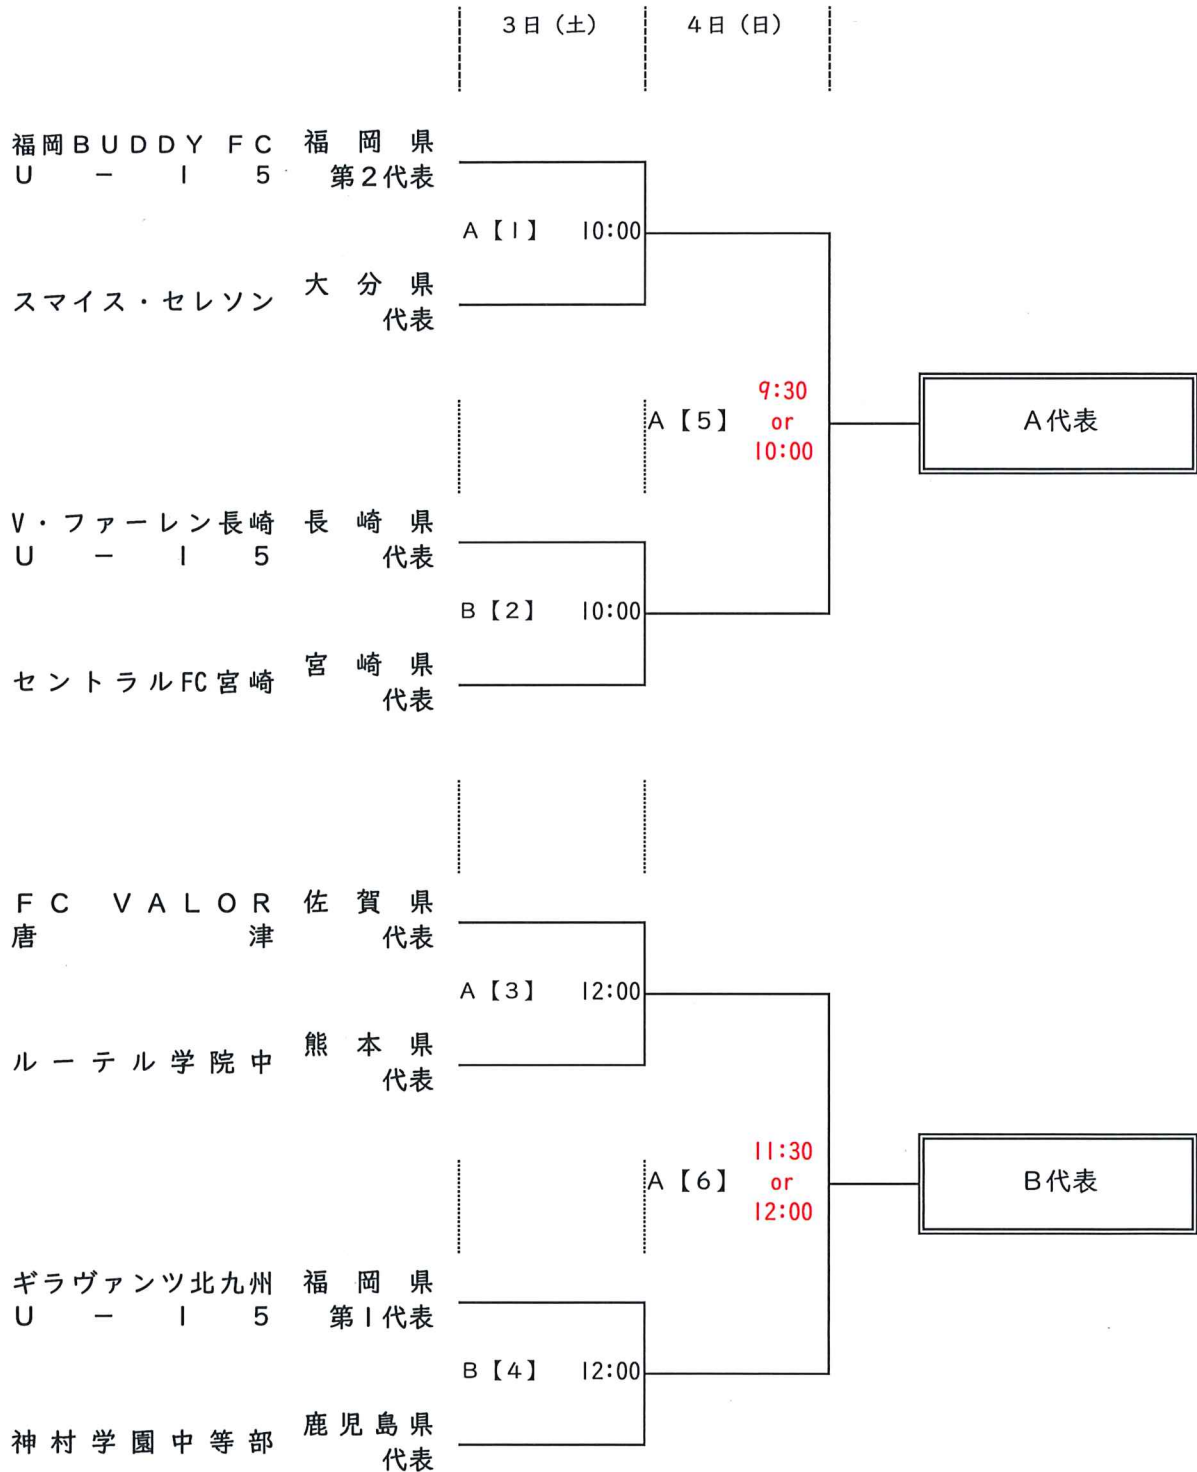 3日（土） 4日（日）
福岡BUDDY FC 福岡県
U－15 第2代表
A【1】 10:00
スマイス・セレソン 大分県
代表
9:30
A【5】 or
10:00
A代表
V・ファーレン長崎 長崎県
U－15 代表
B【2】 10:00
セントラルFC宮崎 宮崎県
代表
FC VALOR 佐賀県
唐津 代表
A【3】 12:00
ルーテル学院中 熊本県
代表
11:30
A【6】 or
12:00
B代表
ギラヴァンツ北九州 福岡県
U－15 第1代表
B【4】 12:00
神村学園中等部 鹿児島県
代表